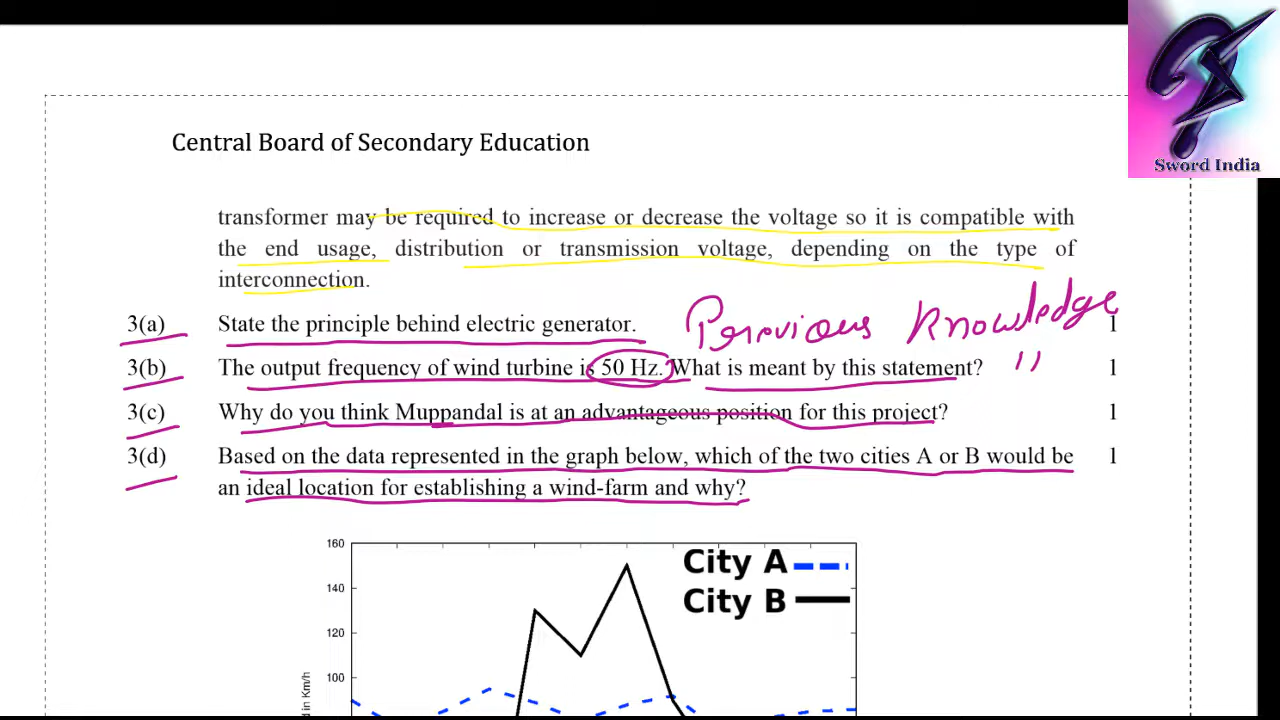 Sword India
Central Board of Secondary Education
transformer may be required to increase or decrease the voltage so it is compatible with
the end usage, distribution or transmission voltage, depending on the type of
interconnection.
3(a) State the principle behind electric generator. Previous Knowledge 1
3(b) The output frequency of wind turbine is 50 Hz. What is meant by this statement? 11 1
3(c) Why do you think Muppandal is at an advantageous position for this project? 1
3(d) Based on the data represented in the graph below, which of the two cities A or B would be 1
an ideal location for establishing a wind-farm and why?
160
City A
140
City B
120
100
d in Km/h